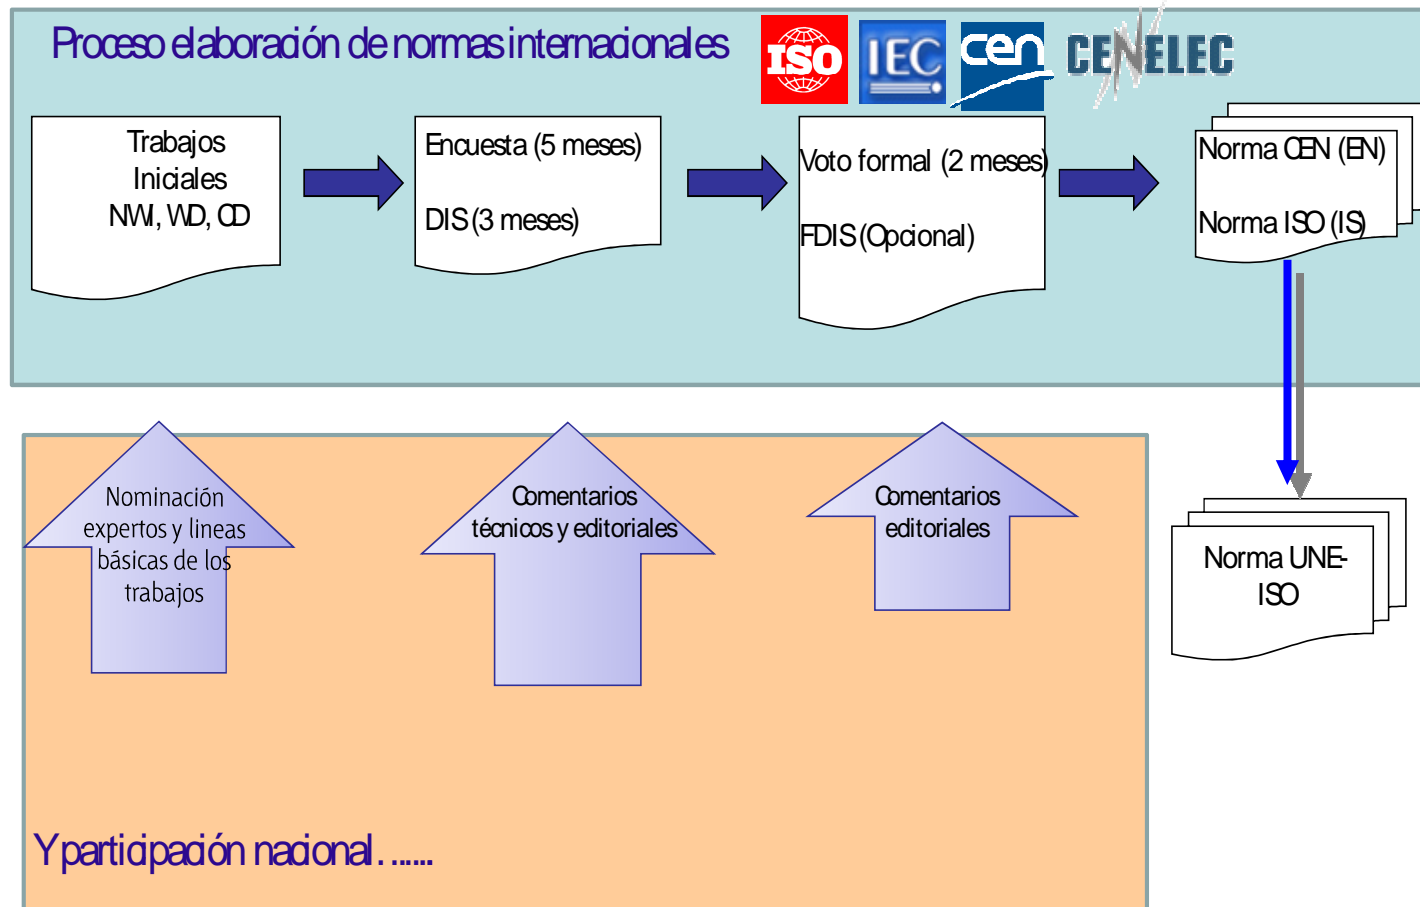 Proceso elaboración de normas internacionales
ISO
IEC
cen
CENELEC
Trabajos
Iniciales
NWI, WD, CD
Encuesta (5 meses)
DIS (3 meses)
Voto formal (2 meses)
FDIS (Opcional)
Norma CEN (EN)
Norma ISO (IS)
Nominación
expertos y lineas
básicas de los
trabajos
Comentarios
técnicos y editoriales
Comentarios
editoriales
Norma UNE-
ISO
Y participación nacional. ......